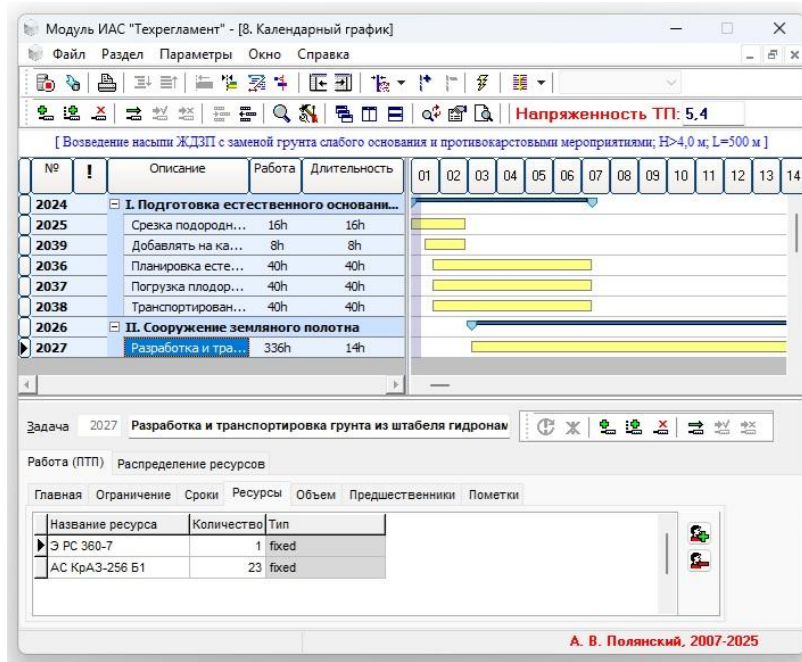 Модуль ИАС "Техрегламент" - [8. Календарный график]
Файл Раздел Параметры Окно Справка
Напряженность ТП: 5,4
[ Возведение насыпи ЖДЗП с заменой грунта слабого основания и противокарстовыми мероприятиями; H>4,0 м; L=500 м ]
№ ! Описание Работа Длительность 01 02 03 04 05 06 07 08 09 10 11 12 13 14
2024 I. Подготовка естественного основани...
2025 Срезка подородн... 16h 16h
2039 Добавлять на ка... 8h 8h
2036 Планировка есте... 40h 40h
2037 Погрузка плодор... 40h 40h
2038 Транспортирован... 40h 40h
2026 II. Сооружение земляного полотна
2027 Разработка и тра... 336h 14h
Задача 2027 Разработка и транспортировка грунта из штабеля гидронам
Работа (ПТП) Распределение ресурсов
Главная Ограничение Сроки Ресурсы Объем Предшественники Пометки
Название ресурса Количество Тип
Э РС 360-7 1 fixed
АС КрАЗ-256 Б1 23 fixed
А. В. Полянский, 2007-2025